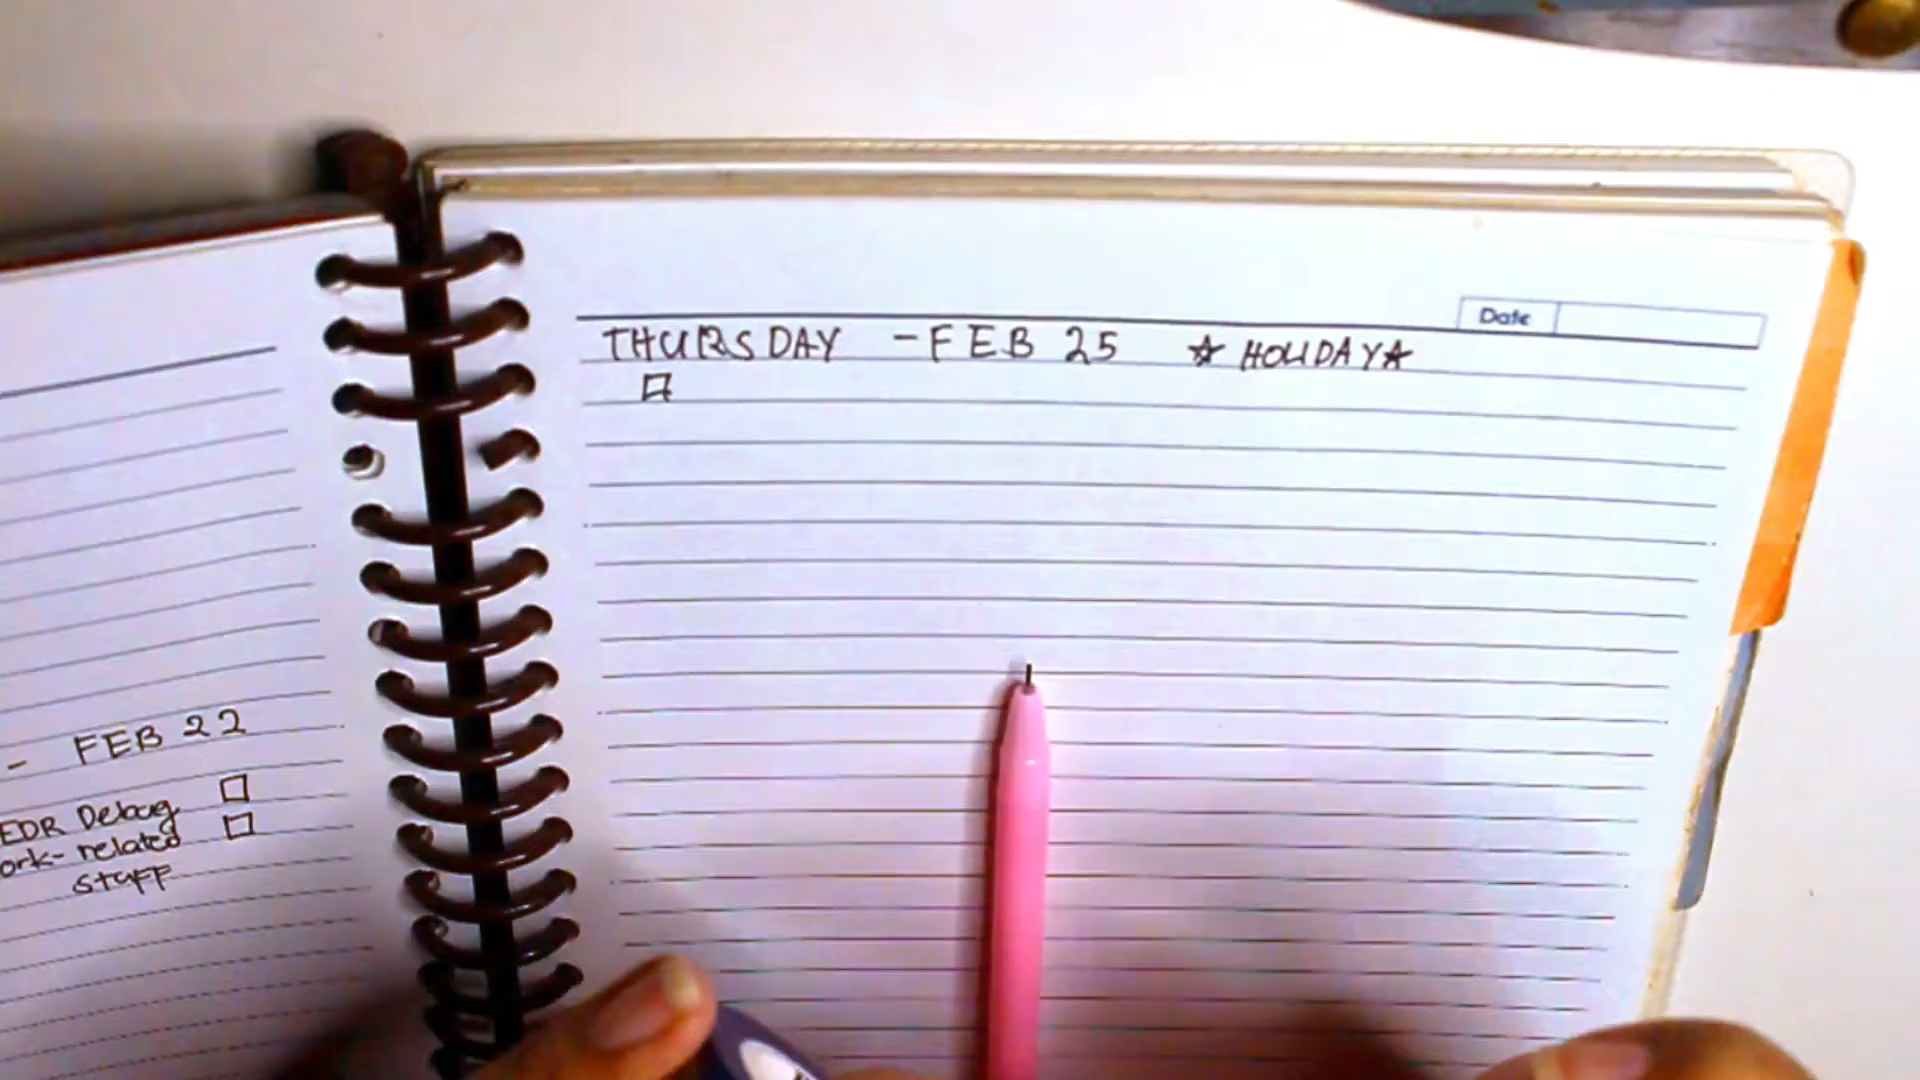 - FEB 22
EDR Debug
ork-related
stuff
Date
THURSDAY - FEB 25 ☆ HOLIDAY☆